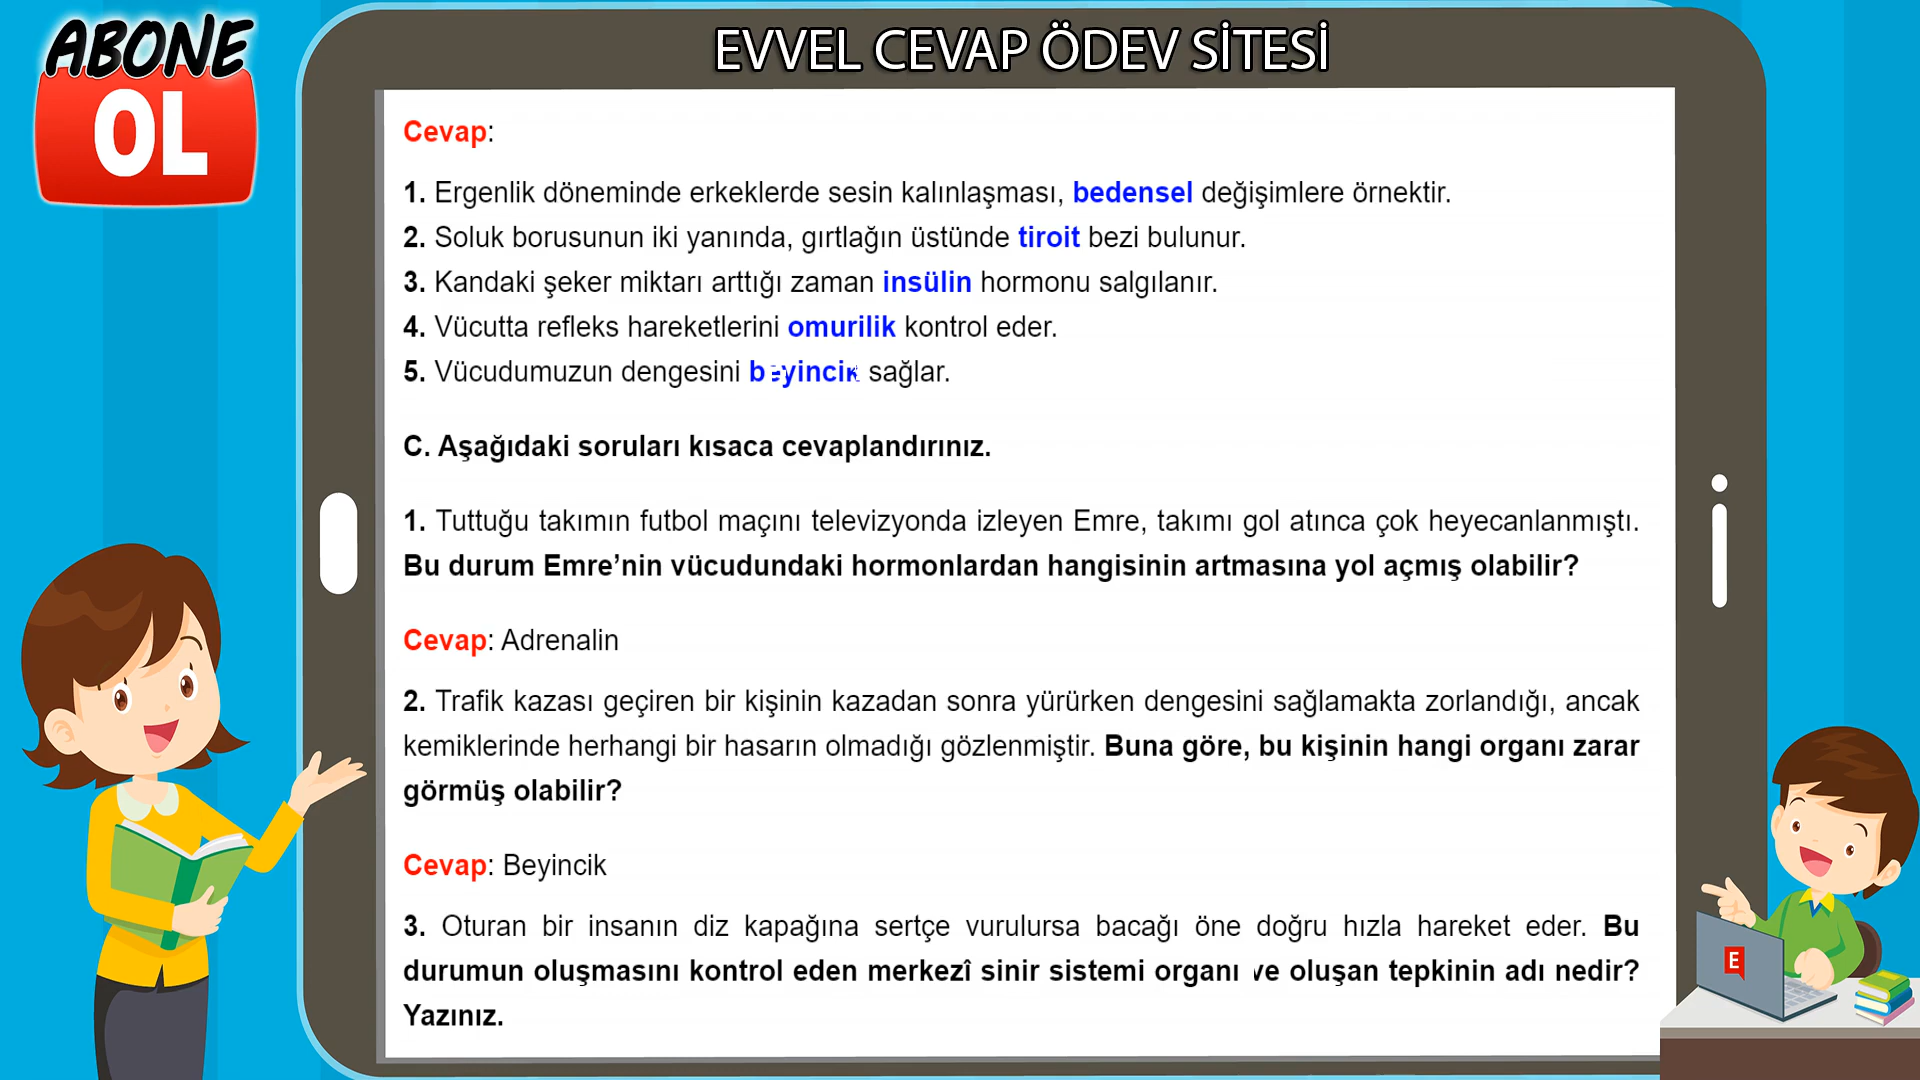 ABONE
OL
EVVEL CEVAP ÖDEV SİTESİ
Cevap:
1. Ergenlik döneminde erkeklerde sesin kalınlaşması, bedensel değişimlere örnektir.
2. Soluk borusunun iki yanında, gırtlağın üstünde tiroit bezi bulunur.
3. Kandaki şeker miktarı arttığı zaman insülin hormonu salgılanır.
4. Vücutta refleks hareketlerini omurilik kontrol eder.
5. Vücudumuzun dengesini beyincik sağlar.
C. Aşağıdaki soruları kısaca cevaplandırınız.
1. Tuttuğu takımın futbol maçını televizyonda izleyen Emre, takımı gol atınca çok heyecanlanmıştı.
Bu durum Emre’nin vücudundaki hormonlardan hangisinin artmasına yol açmış olabilir?
Cevap: Adrenalin
2. Trafik kazası geçiren bir kişinin kazadan sonra yürürken dengesini sağlamakta zorlandığı, ancak
kemiklerinde herhangi bir hasarın olmadığı gözlenmiştir. Buna göre, bu kişinin hangi organı zarar
görmüş olabilir?
Cevap: Beyincik
3. Oturan bir insanın diz kapağına sertçe vurulursa bacağı öne doğru hızla hareket eder. Bu
durumun oluşmasını kontrol eden merkezî sinir sistemi organı ve oluşan tepkinin adı nedir?
Yazınız.
E